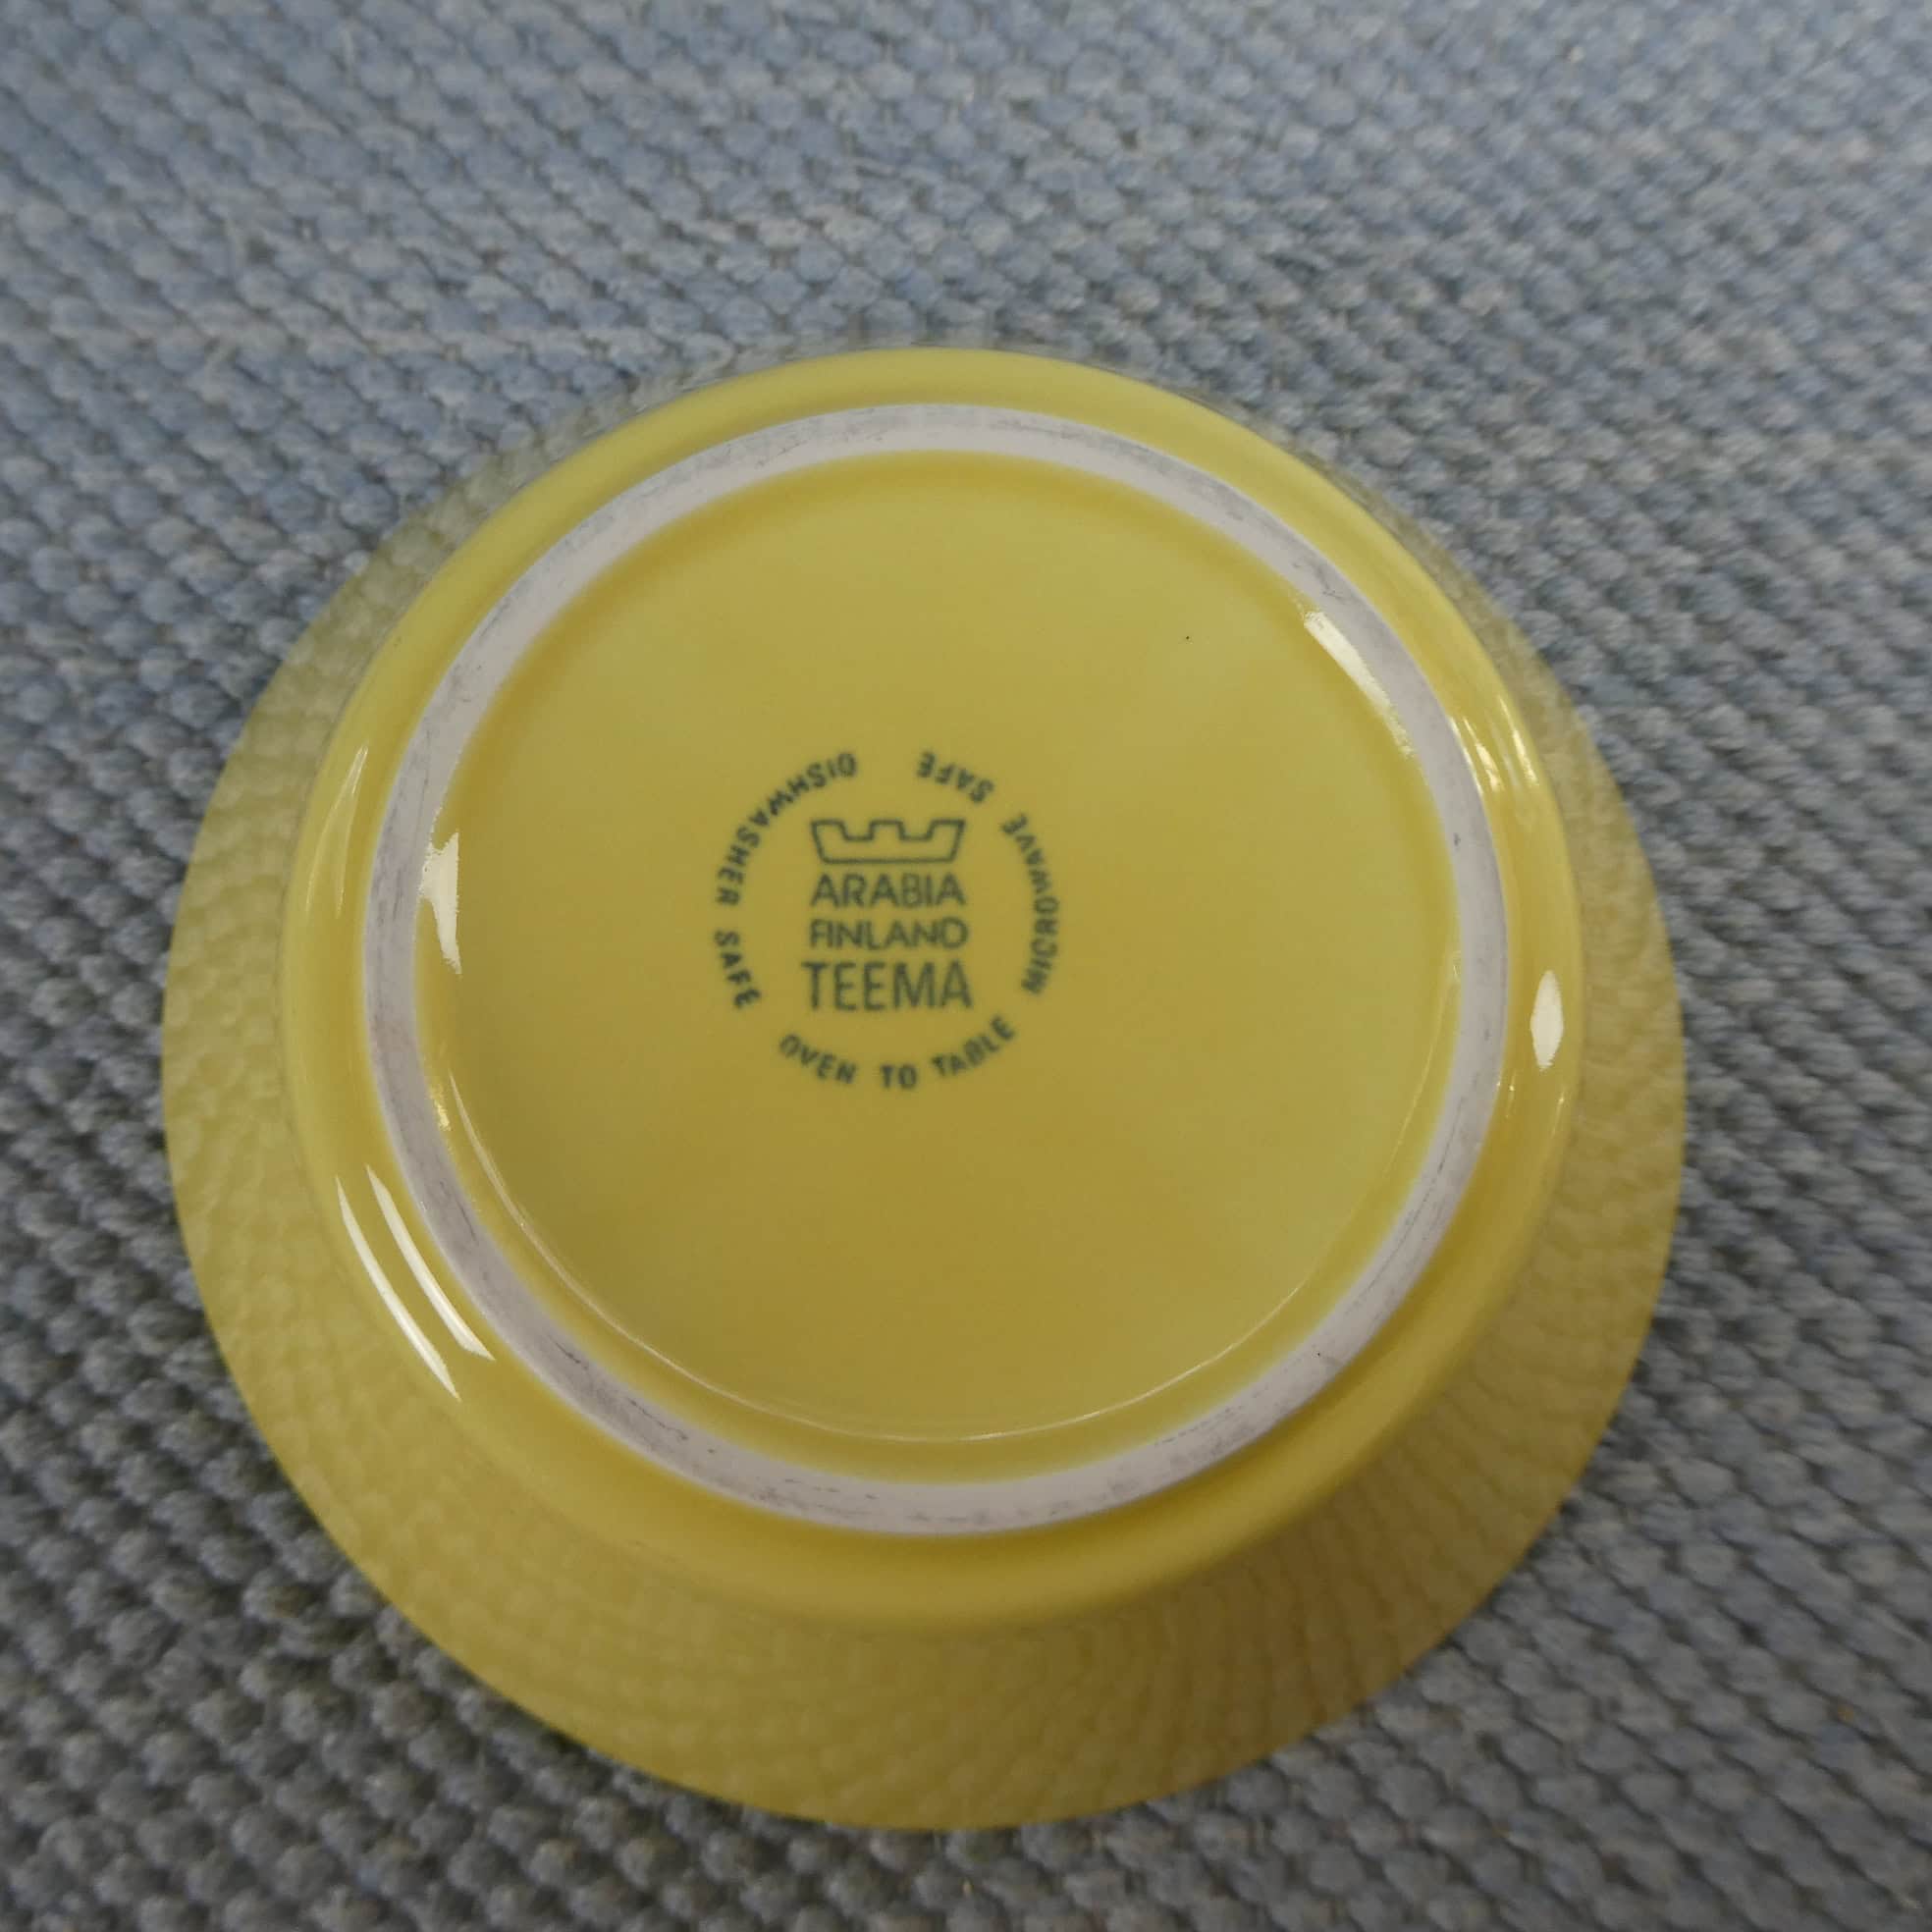 ARABIA
FINLAND
TEEMA
DISHWASHER SAFE
OVEN TO TABLE
MICROWAVE SAFE